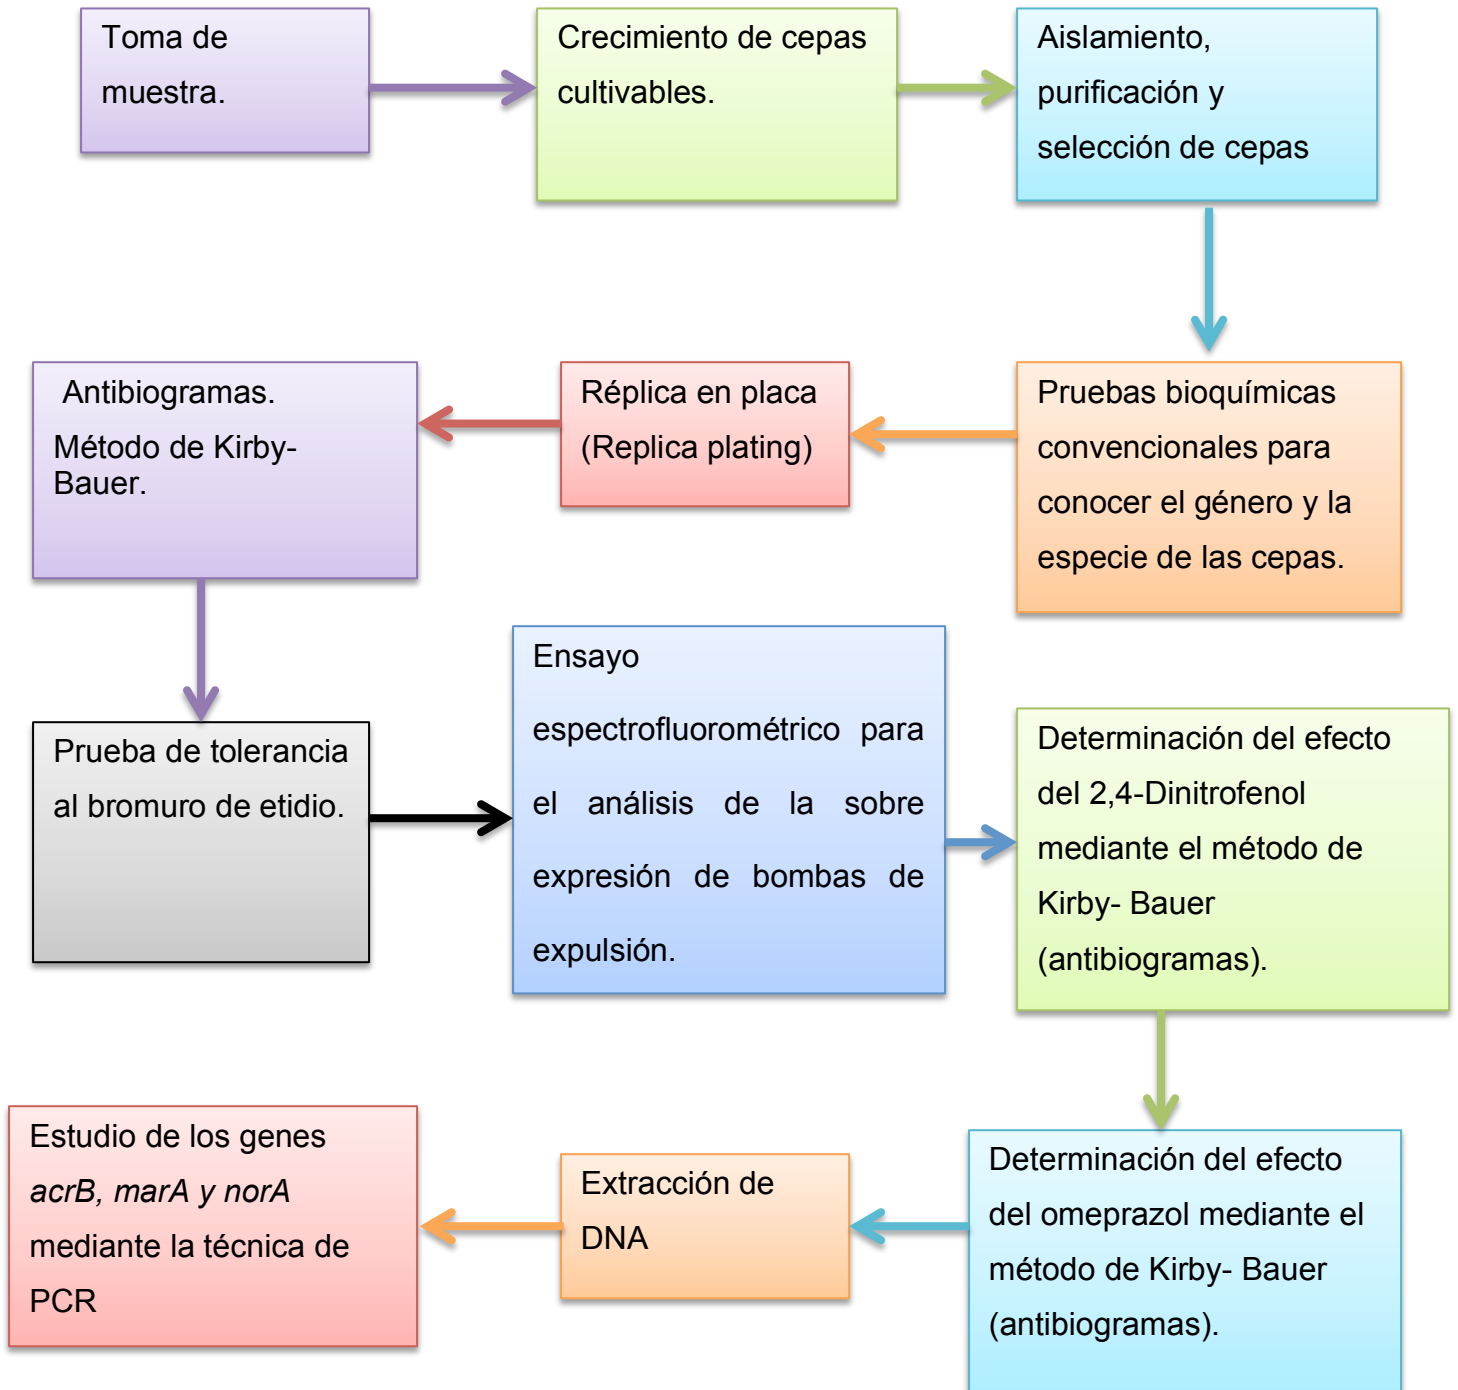 Toma de
muestra.
Crecimiento de cepas
cultivables.
Aislamiento,
purificación y
selección de cepas
Pruebas bioquímicas
convencionales para
conocer el género y la
especie de las cepas.
Réplica en placa
(Replica plating)
Antibiogramas.
Método de Kirby-
Bauer.
Prueba de tolerancia
al bromuro de etidio.
Ensayo
espectrofluorométrico para
el análisis de la sobre
expresión de bombas de
expulsión.
Determinación del efecto
del 2,4-Dinitrofenol
mediante el método de
Kirby- Bauer
(antibiogramas).
Determinación del efecto
del omeprazol mediante el
método de Kirby- Bauer
(antibiogramas).
Extracción de
DNA
Estudio de los genes
acrB, marA y norA
mediante la técnica de
PCR